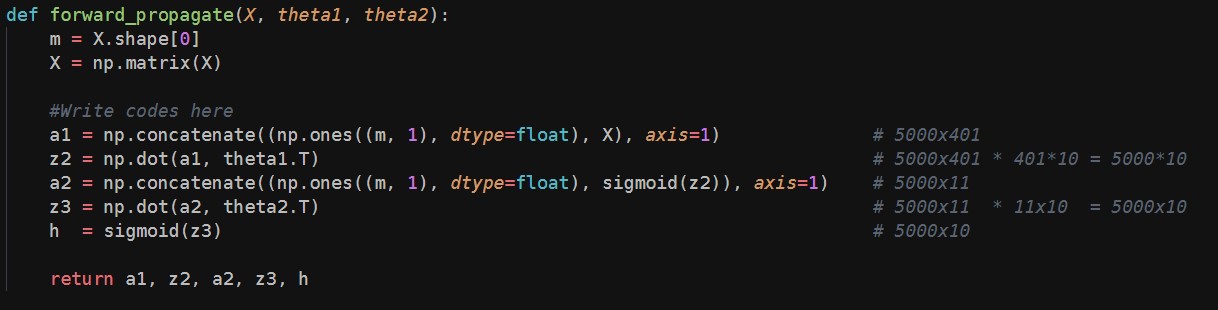 def forward_propagate(X, theta1, theta2):
    m = X.shape[0]
    X = np.matrix(X)

    #Write codes here
    a1 = np.concatenate((np.ones((m, 1), dtype=float), X), axis=1)              # 5000x401
    z2 = np.dot(a1, theta1.T)                                                   # 5000x401 * 401*10 = 5000*10
    a2 = np.concatenate((np.ones((m, 1), dtype=float), sigmoid(z2)), axis=1)    # 5000x11
    z3 = np.dot(a2, theta2.T)                                                   # 5000x11  * 11x10  = 5000x10
    h  = sigmoid(z3)                                                            # 5000x10

    return a1, z2, a2, z3, h